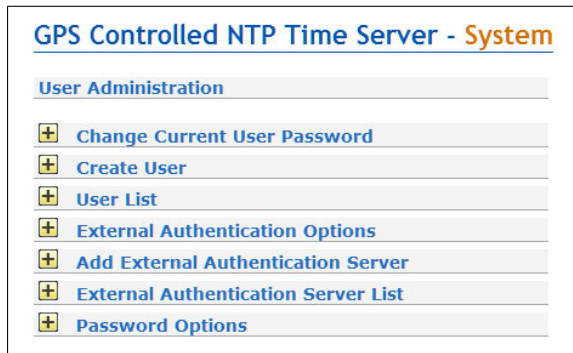 GPS Controlled NTP Time Server - System
User Administration
Change Current User Password
Create User
User List
External Authentication Options
Add External Authentication Server
External Authentication Server List
Password Options